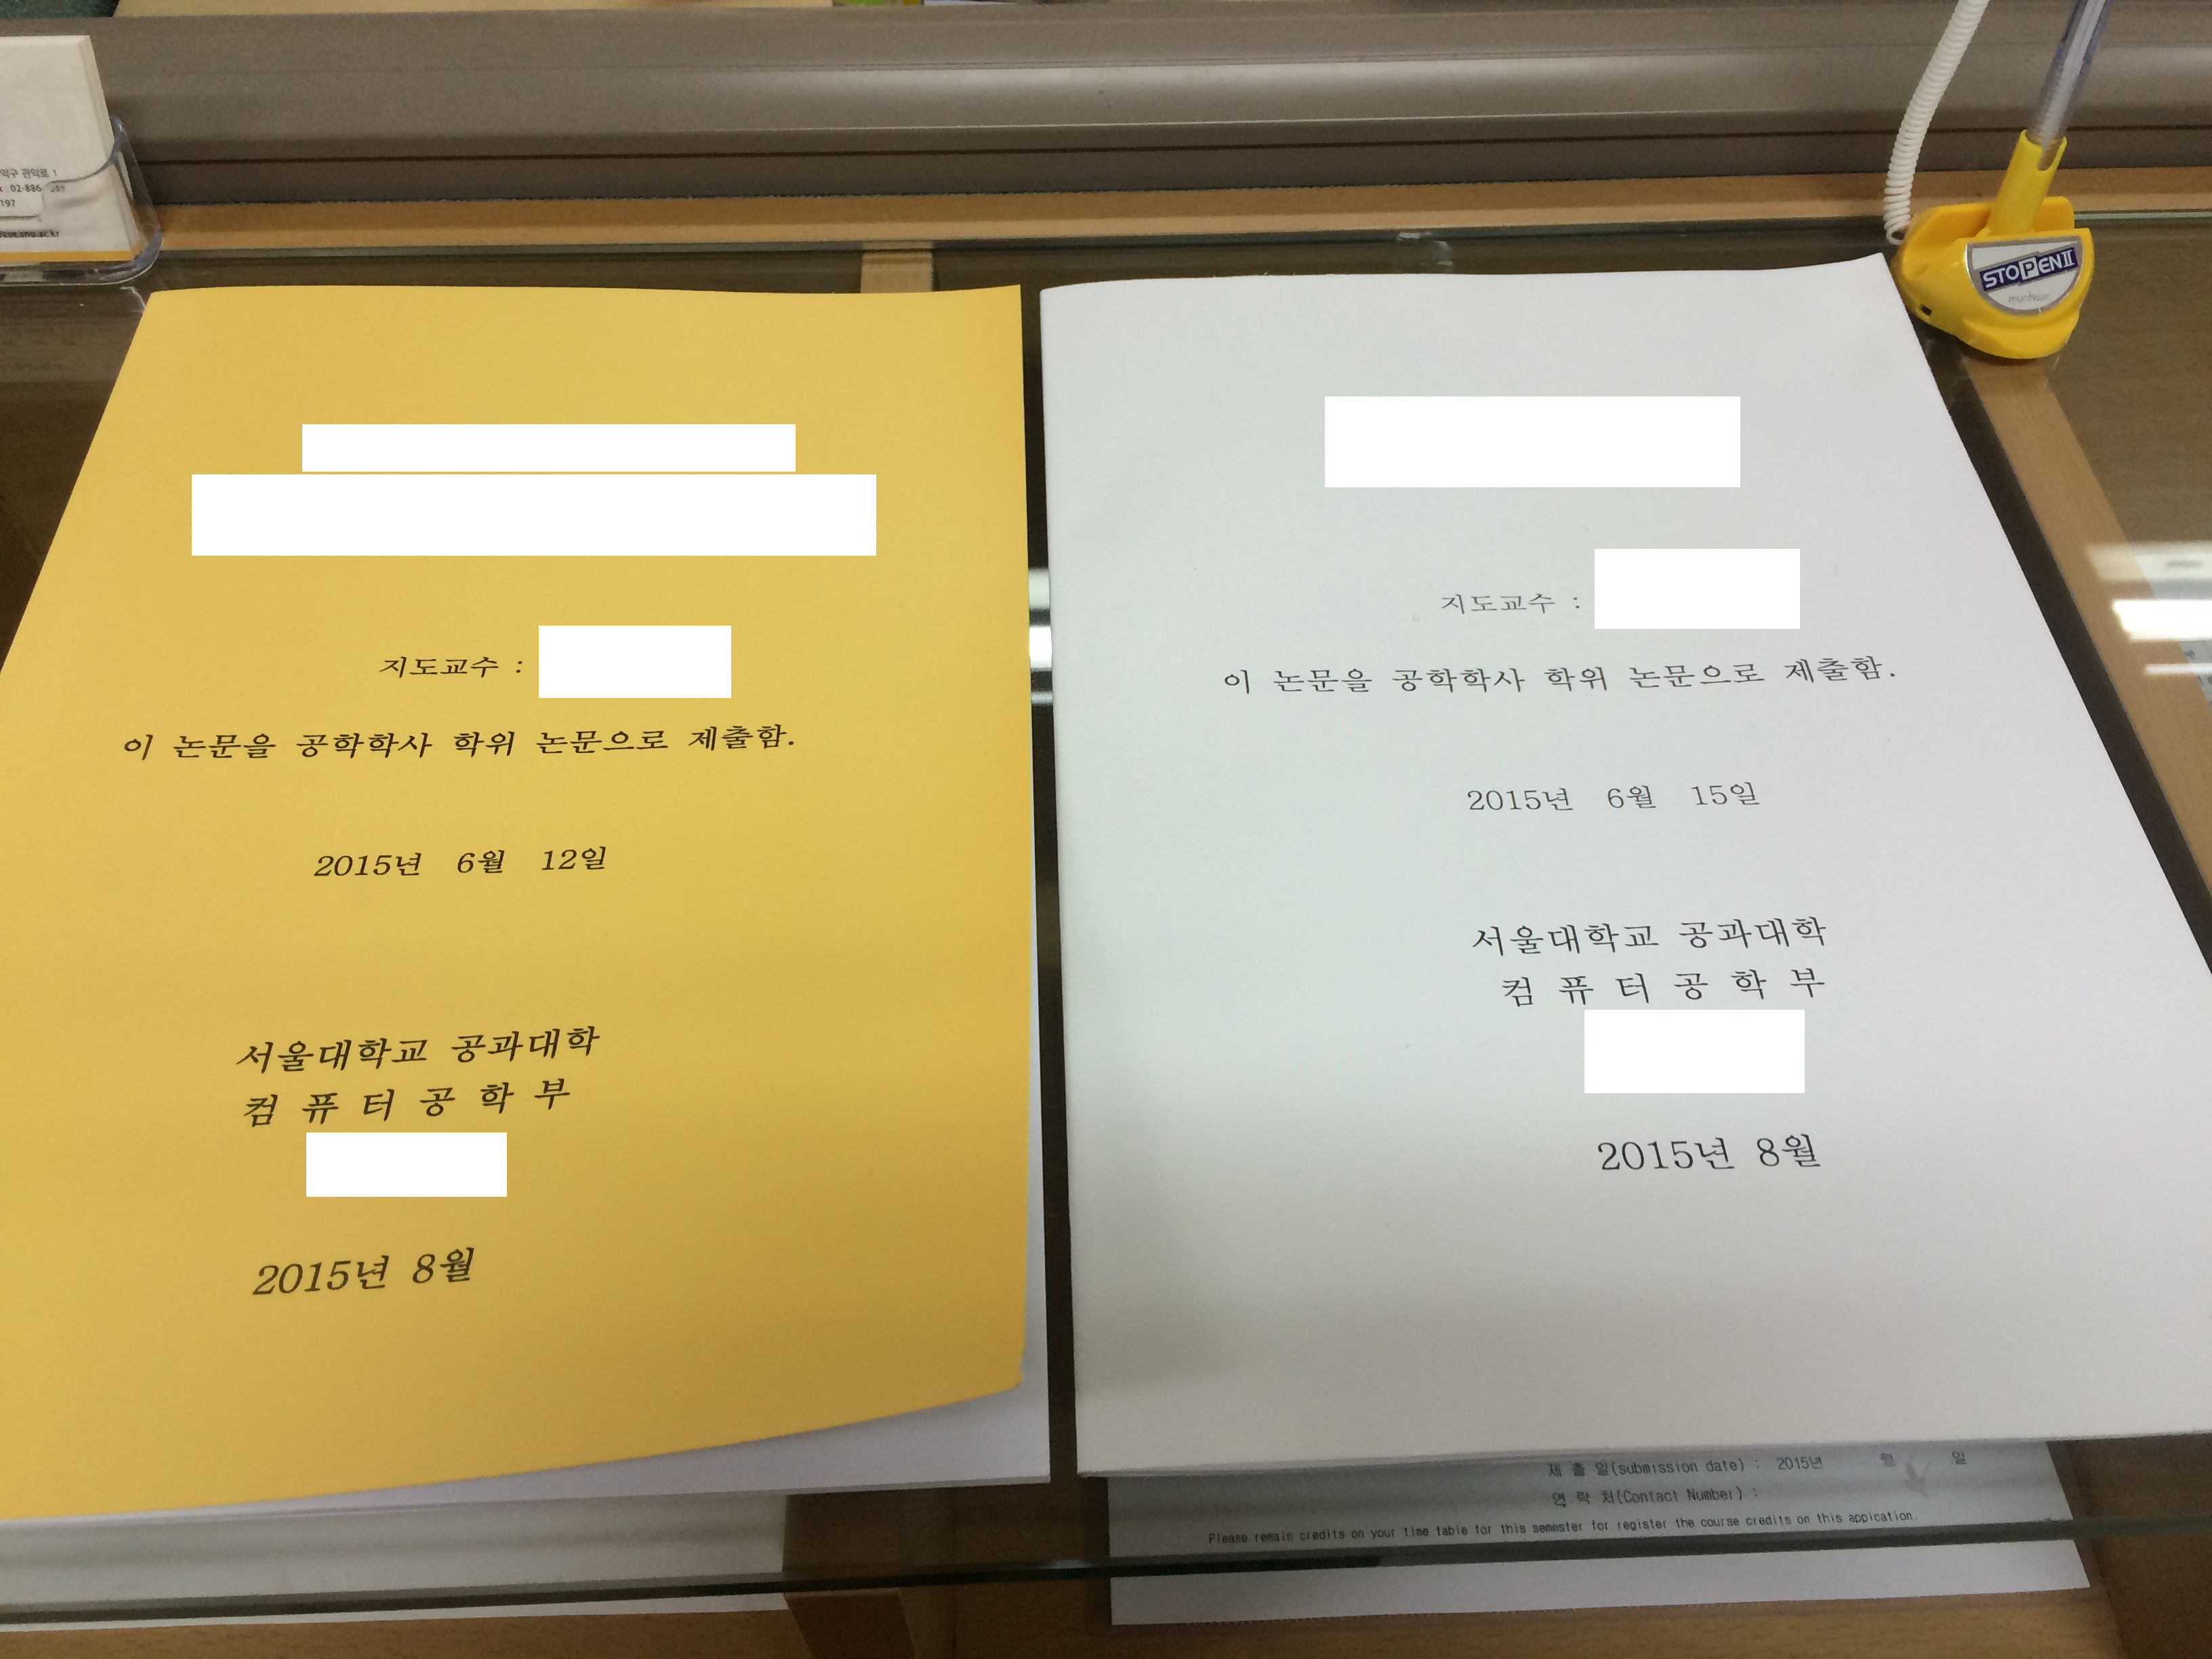 악구 관악로 1
: 02-886
197
STOPEN II
지도교수 :
이 논문을 공학학사 학위 논문으로 제출함.
2015년 6월 12일
서울대학교 공과대학
컴 퓨 터 공 학 부
2015년 8월
지도교수 :
이 논문을 공학학사 학위 논문으로 제출함.
2015년 6월 15일
서울대학교 공과대학
컴 퓨 터 공 학 부
2015년 8월
제 출 일(submission date) : 2015년 월 일
연 락 처(Contact Number) :
Please remain credits on your time table for this semester for register the course credits on this appication.